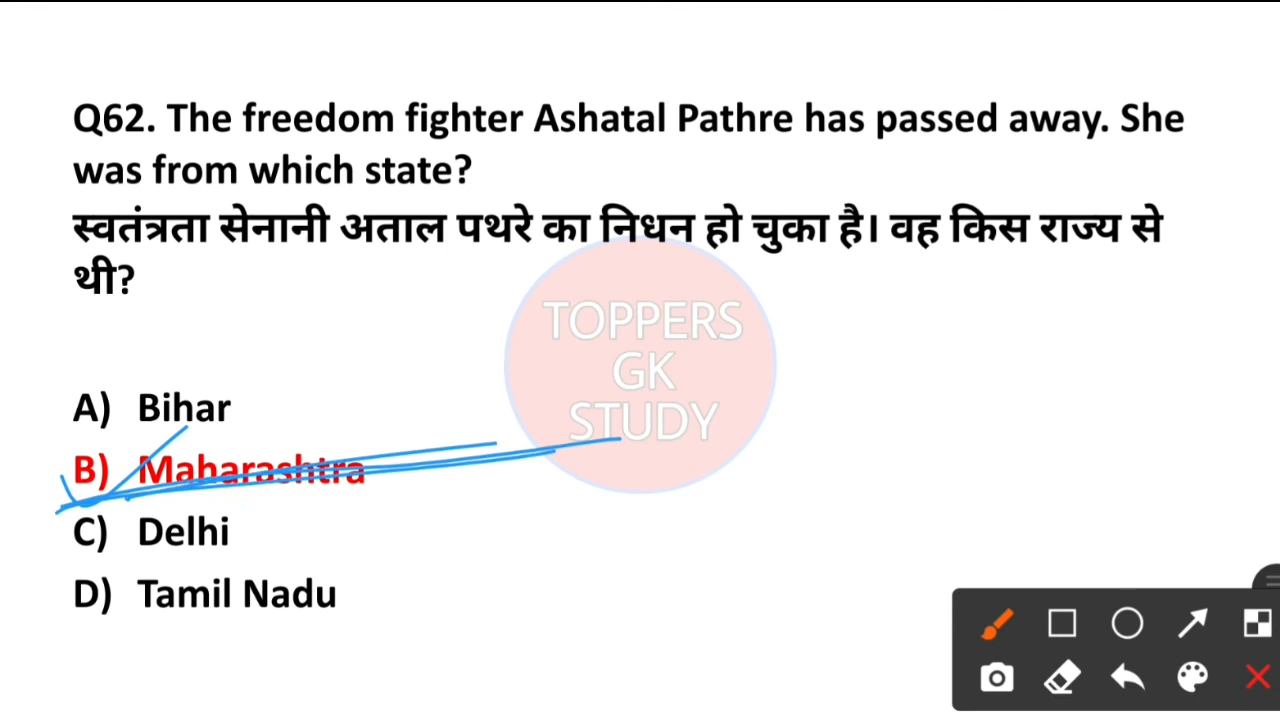 Q62. The freedom fighter Ashatal Pathre has passed away. She
was from which state?
स्वतंत्रता सेनानी अताल पथरे का निधन हो चुका है। वह किस राज्य से
थी?
TOPPERS
GK
STUDY
A) Bihar
B) Maharashtra
C) Delhi
D) Tamil Nadu